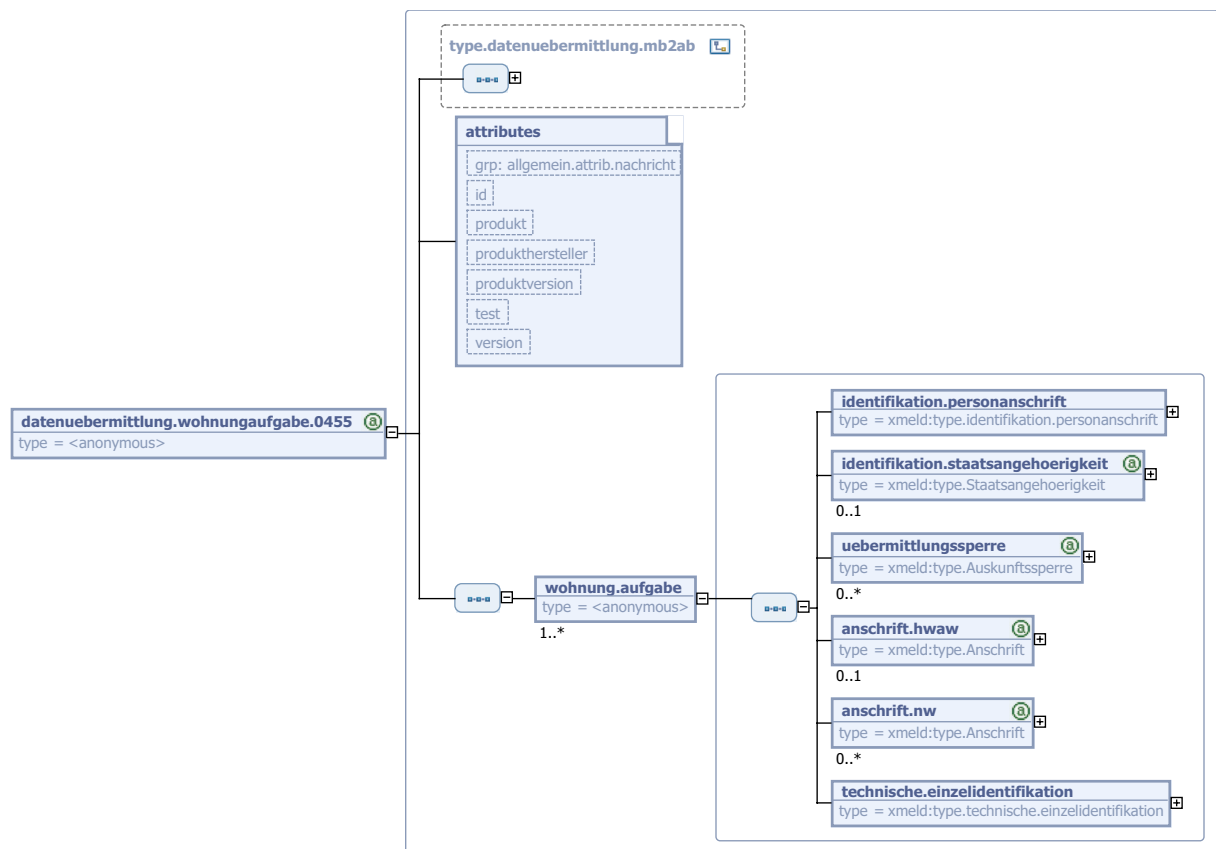 type.datenuebermittlung.mb2ab
attributes
grp: allgemein.attrib.nachricht
id
produkt
produkthersteller
produktversion
test
version
datenuebermittlung.wohnungaufgabe.0455
a
type = <anonymous>
wohnung.aufgabe
type = <anonymous>
1..*
identifikation.personanschrift
type = xmeld:type.identifikation.personanschrift
identifikation.staatsangehoerigkeit
a
type = xmeld:type.Staatsangehoerigkeit
0..1
uebermittlungssperre
a
type = xmeld:type.Auskunftssperre
0..*
anschrift.hwaw
a
type = xmeld:type.Anschrift
0..1
anschrift.nw
a
type = xmeld:type.Anschrift
0..*
technische.einzelidentifikation
type = xmeld:type.technische.einzelidentifikation